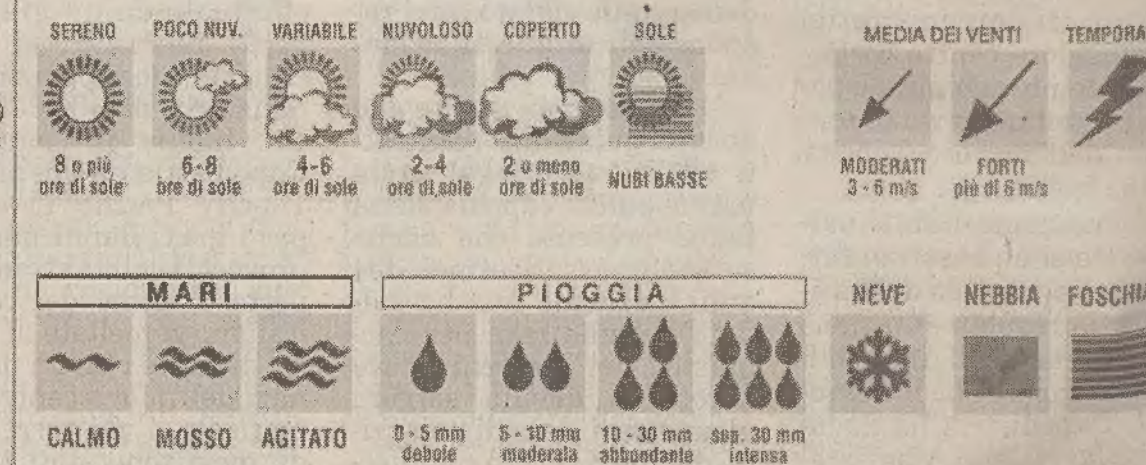 SERENO POCO NUV. VARIABILE NUVOLOSO COPERTO SOLE MEDIA DEI VENTI TEMPORA
8 o più 6-8 4-6 2-4 2 o meno
ore di sole ore di sole ore di sole ore di sole ore di sole NUBI BASSE
MODERATI FORTI
3 - 6 m/s più di 6 m/s
MARI PIOGGIA NEVE NEBBIA FOSCHIA
CALMO MOSSO AGITATO
0 - 5 mm 5 - 10 mm 10 - 30 mm sup. 30 mm
debole moderata abbondante intensa